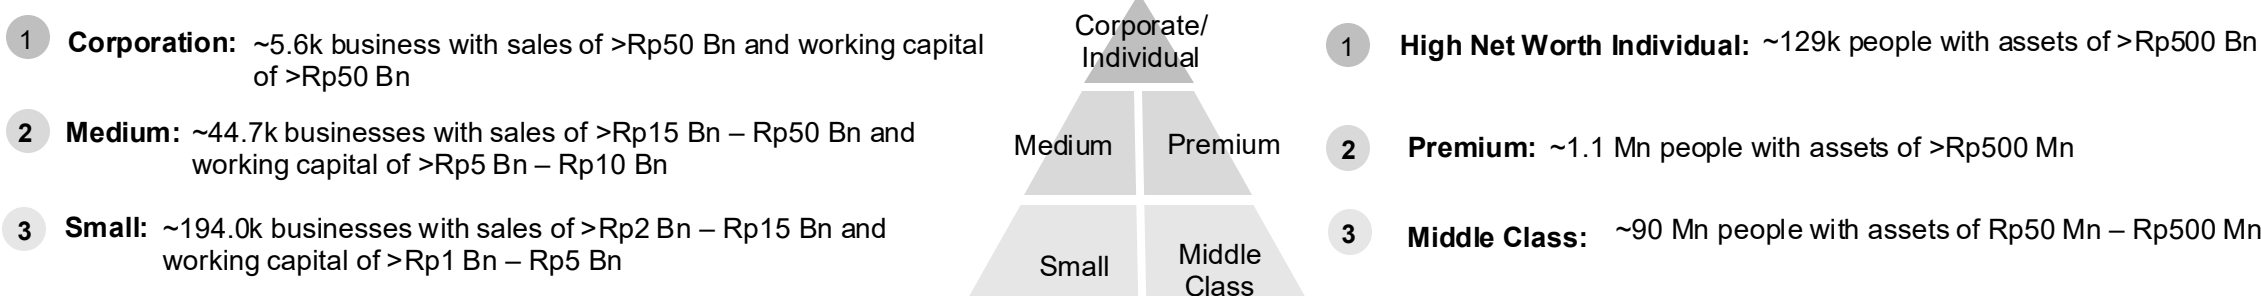 1 Corporation: ~5.6k business with sales of >Rp50 Bn and working capital
of >Rp50 Bn
2 Medium: ~44.7k businesses with sales of >Rp15 Bn – Rp50 Bn and
working capital of >Rp5 Bn – Rp10 Bn
3 Small: ~194.0k businesses with sales of >Rp2 Bn – Rp15 Bn and
working capital of >Rp1 Bn – Rp5 Bn
Corporate/
Individual
Medium
Premium
Small
Middle
Class
1 High Net Worth Individual: ~129k people with assets of >Rp500 Bn
2 Premium: ~1.1 Mn people with assets of >Rp500 Mn
3 Middle Class: ~90 Mn people with assets of Rp50 Mn – Rp500 Mn